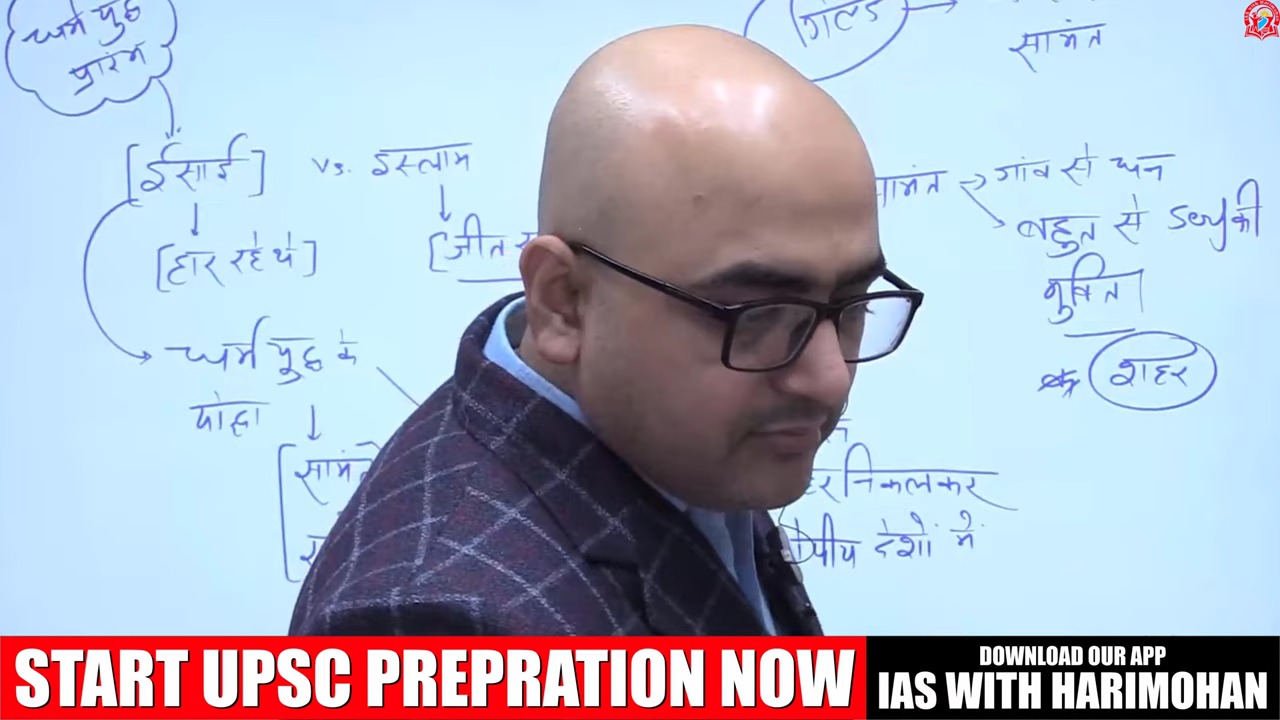 धर्म युद्ध
प्रारंभ
[ईसाई] vs. इस्लाम
[हार रहे थे]
[जीत
धर्म युद्ध के
योद्धा
गिल्ड
सामंत
गांव से धन
बहुत से Serf की
मुक्ति
शहर
निकलकर
देशों में
START UPSC PREPRATION NOW
DOWNLOAD OUR APP
IAS WITH HARIMOHAN